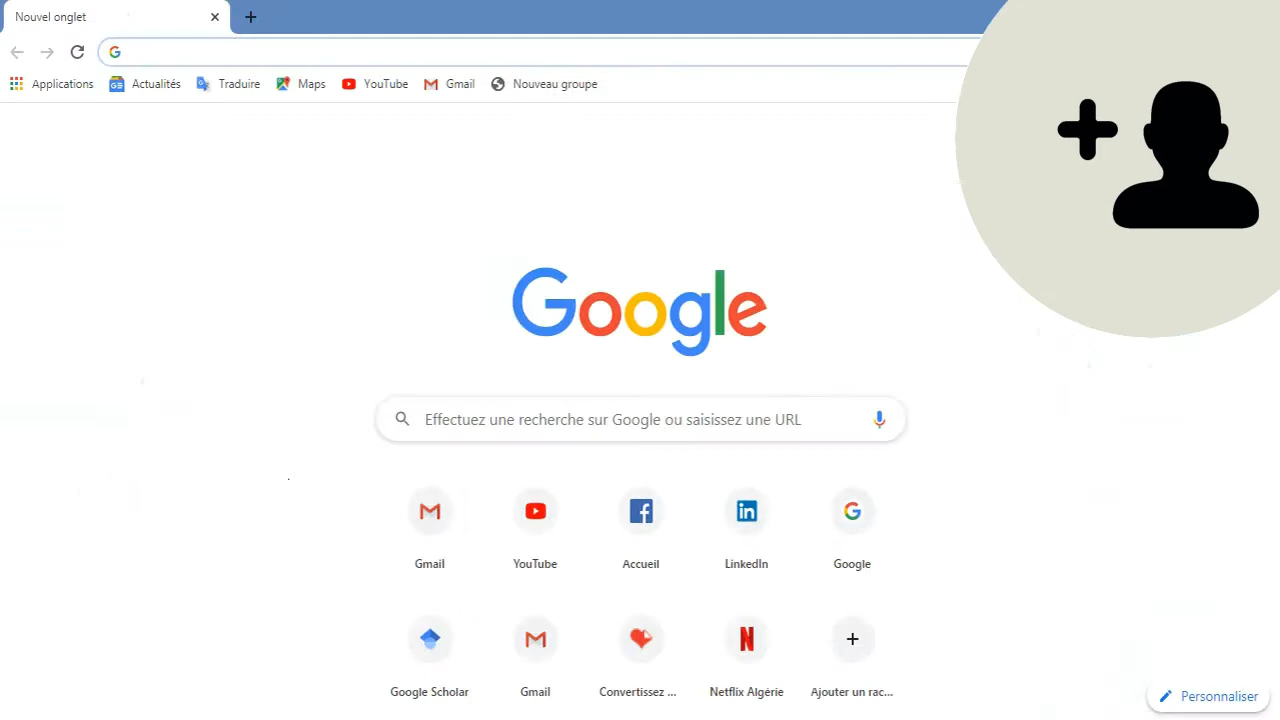 Nouvel onglet
Applications Actualités Traduire Maps YouTube Gmail Nouveau groupe
Google
Effectuez une recherche sur Google ou saisissez une URL
Gmail YouTube Accueil LinkedIn Google
Google Scholar Gmail Convertissez ... Netflix Algérie Ajouter un rac...
Personnaliser